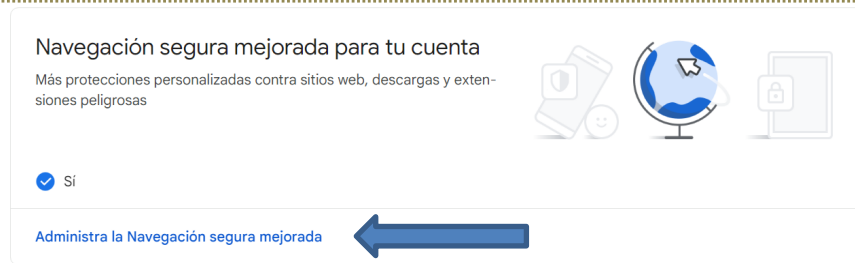 Navegación segura mejorada para tu cuenta
Más protecciones personalizadas contra sitios web, descargas y exten-
siones peligrosas
Sí
Administra la Navegación segura mejorada